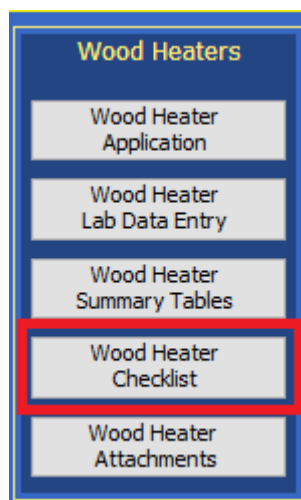 Wood Heaters
Wood Heater
Application
Wood Heater
Lab Data Entry
Wood Heater
Summary Tables
Wood Heater
Checklist
Wood Heater
Attachments